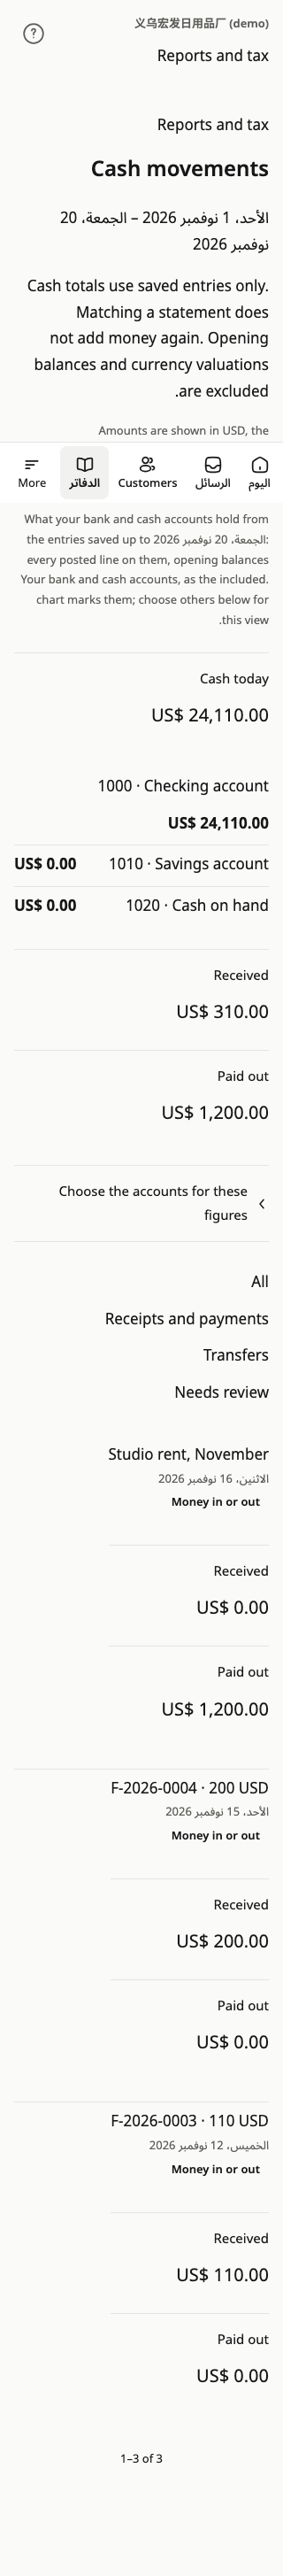 义乌宏发日用品厂 (demo)
Reports and tax
Reports and tax
Cash movements
الأحد، 1 نوفمبر 2026 – الجمعة، 20
نوفمبر 2026
Cash totals use saved entries only.
Matching a statement does
not add money again. Opening
balances and currency valuations
are excluded.
Amounts are shown in USD, the
اليوم
الرسائل
Customers
الدفاتر
More
What your bank and cash accounts hold from
the entries saved up to الجمعة، 20 نوفمبر 2026:
every posted line on them, opening balances
included. Your bank and cash accounts, as the
chart marks them; choose others below for
this view.
Cash today
US$ 24,110.00
1000 · Checking account
US$ 24,110.00
1010 · Savings account US$ 0.00
1020 · Cash on hand US$ 0.00
Received
US$ 310.00
Paid out
US$ 1,200.00
Choose the accounts for these
figures
All
Receipts and payments
Transfers
Needs review
Studio rent, November
الاثنين، 16 نوفمبر 2026
Money in or out
Received
US$ 0.00
Paid out
US$ 1,200.00
F-2026-0004 · 200 USD
الأحد، 15 نوفمبر 2026
Money in or out
Received
US$ 200.00
Paid out
US$ 0.00
F-2026-0003 · 110 USD
الخميس، 12 نوفمبر 2026
Money in or out
Received
US$ 110.00
Paid out
US$ 0.00
1–3 of 3